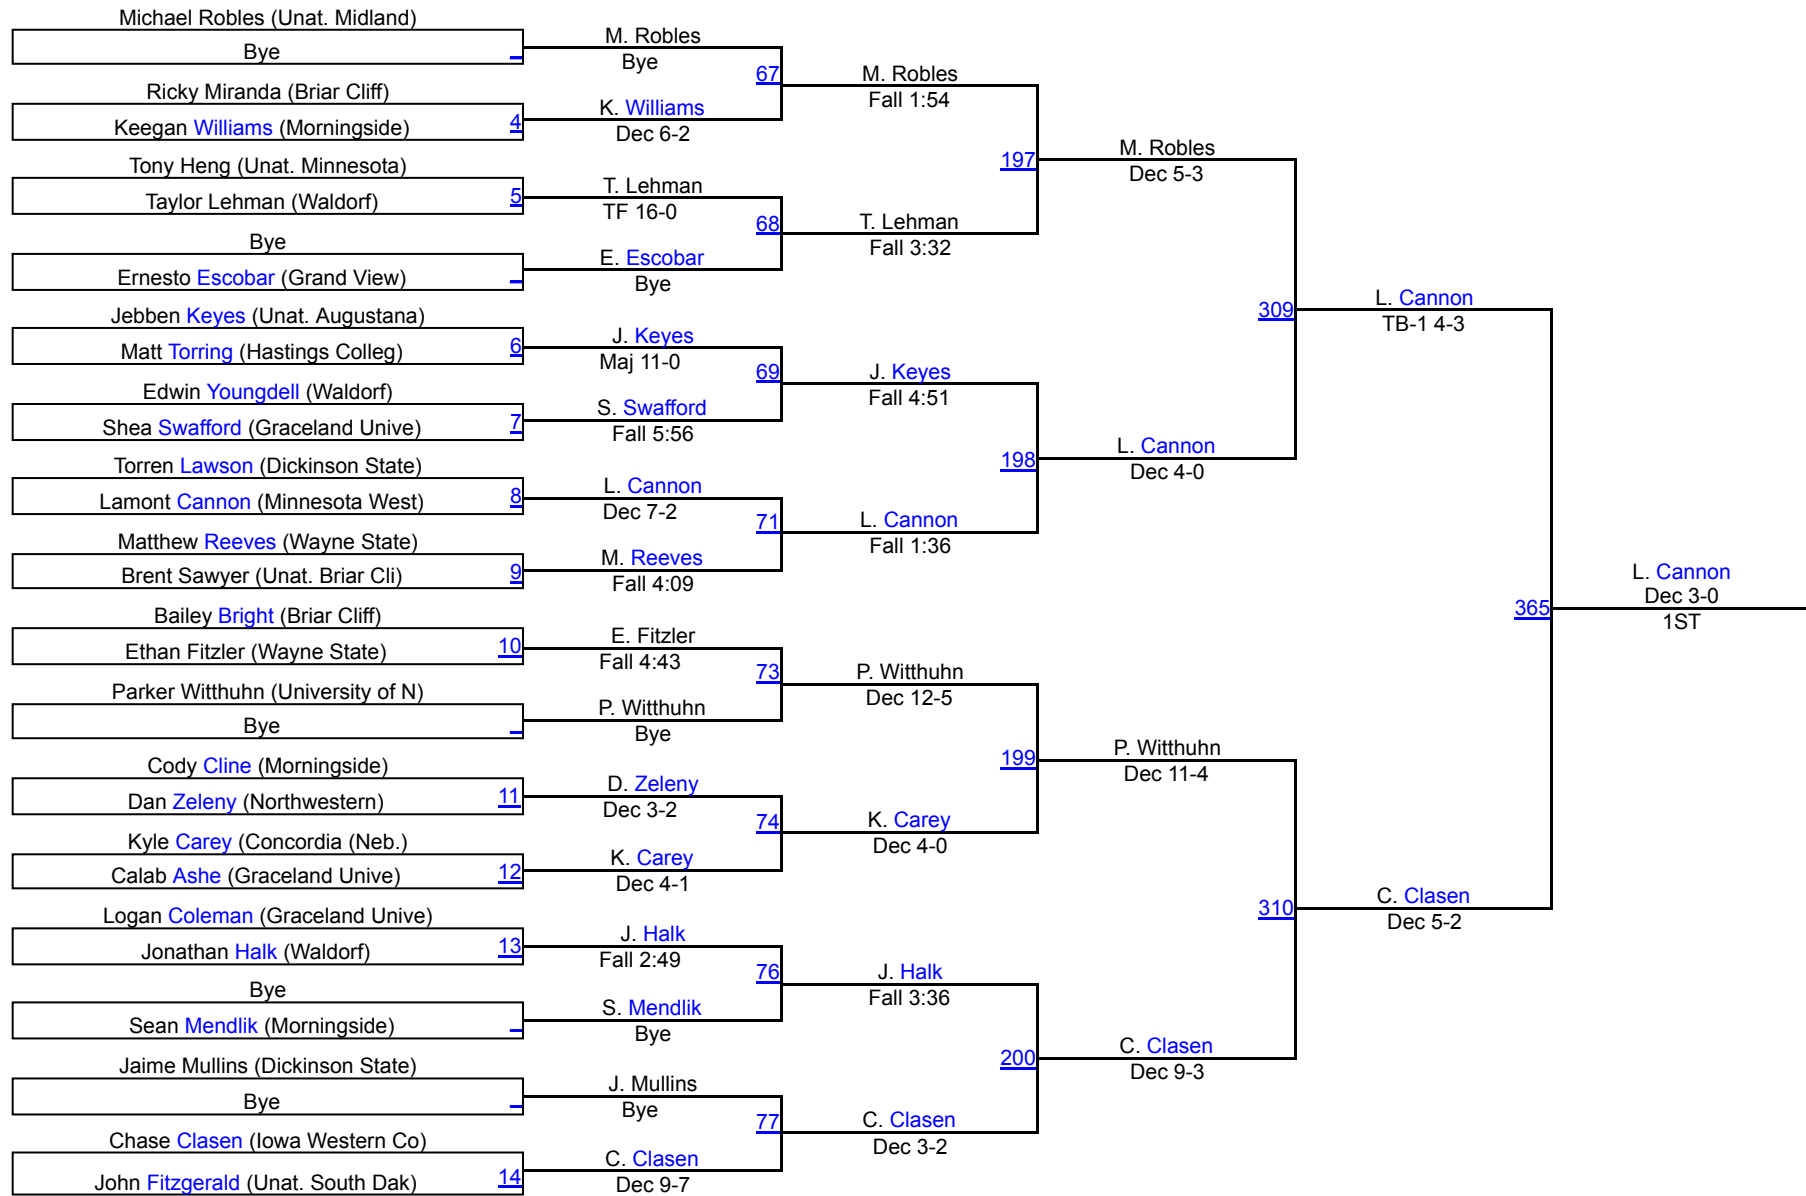 Michael Robles (Unat. Midland)
Bye
Ricky Miranda (Briar Cliff)
Keegan Williams (Morningside)
4
Tony Heng (Unat. Minnesota)
Taylor Lehman (Waldorf)
5
Bye
Ernesto Escobar (Grand View)
Jebben Keyes (Unat. Augustana)
Matt Torring (Hastings Colleg)
6
Edwin Youngdell (Waldorf)
Shea Swafford (Graceland Unive)
7
Torren Lawson (Dickinson State)
Lamont Cannon (Minnesota West)
8
Matthew Reeves (Wayne State)
Brent Sawyer (Unat. Briar Cli)
9
Bailey Bright (Briar Cliff)
Ethan Fitzler (Wayne State)
10
Parker Witthuhn (University of N)
Bye
Cody Cline (Morningside)
Dan Zeleny (Northwestern)
11
Kyle Carey (Concordia (Neb.)
Calab Ashe (Graceland Unive)
12
Logan Coleman (Graceland Unive)
Jonathan Halk (Waldorf)
13
Bye
Sean Mendlik (Morningside)
Jaime Mullins (Dickinson State)
Bye
Chase Clasen (Iowa Western Co)
John Fitzgerald (Unat. South Dak)
14
M. Robles
Bye
67
K. Williams
Dec 6-2
T. Lehman
TF 16-0
68
E. Escobar
Bye
J. Keyes
Maj 11-0
69
S. Swafford
Fall 5:56
L. Cannon
Dec 7-2
71
M. Reeves
Fall 4:09
E. Fitzler
Fall 4:43
73
P. Witthuhn
Bye
D. Zeleny
Dec 3-2
74
K. Carey
Dec 4-1
J. Halk
Fall 2:49
76
S. Mendlik
Bye
J. Mullins
Bye
77
C. Clasen
Dec 9-7
M. Robles
Fall 1:54
197
T. Lehman
Fall 3:32
J. Keyes
Fall 4:51
198
L. Cannon
Fall 1:36
P. Witthuhn
Dec 12-5
199
K. Carey
Dec 4-0
J. Halk
Fall 3:36
200
C. Clasen
Dec 3-2
M. Robles
Dec 5-3
309
L. Cannon
Dec 4-0
P. Witthuhn
Dec 11-4
310
C. Clasen
Dec 9-3
L. Cannon
TB-1 4-3
365
C. Clasen
Dec 5-2
L. Cannon
Dec 3-0
1ST